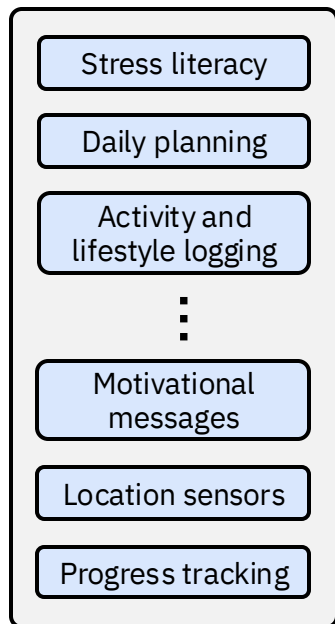 Stress literacy
Daily planning
Activity and
lifestyle logging
⋮
Motivational
messages
Location sensors
Progress tracking